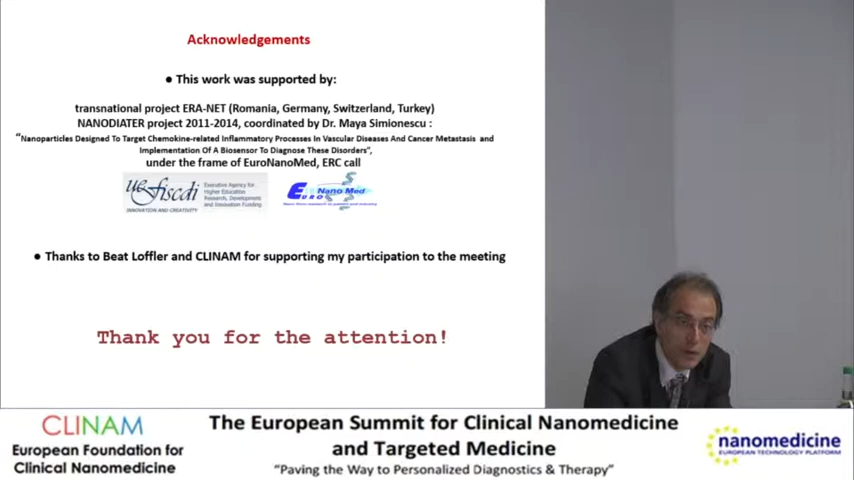 Acknowledgements
● This work was supported by:
transnational project ERA-NET (Romania, Germany, Switzerland, Turkey)
NANODIATER project 2011-2014, coordinated by Dr. Maya Simionescu :
"Nanoparticles Designed To Target Chemokine-related Inflammatory Processes In Vascular Diseases And Cancer Metastasis and
Implementation Of A Biosensor To Diagnose These Disorders",
under the frame of EuroNanoMed, ERC call
uefiscdi
Executive Agency for
Higher Education
Research, Development
and Innovation Funding
INNOVATION AND CREATIVITY
EURO Nano Med
● Thanks to Beat Loffler and CLINAM for supporting my participation to the meeting
Thank you for the attention!
CLINAM
European Foundation for
Clinical Nanomedicine
The European Summit for Clinical Nanomedicine
and Targeted Medicine
"Paving the Way to Personalized Diagnostics & Therapy"
nanomedicine
EUROPEAN TECHNOLOGY PLATFORM